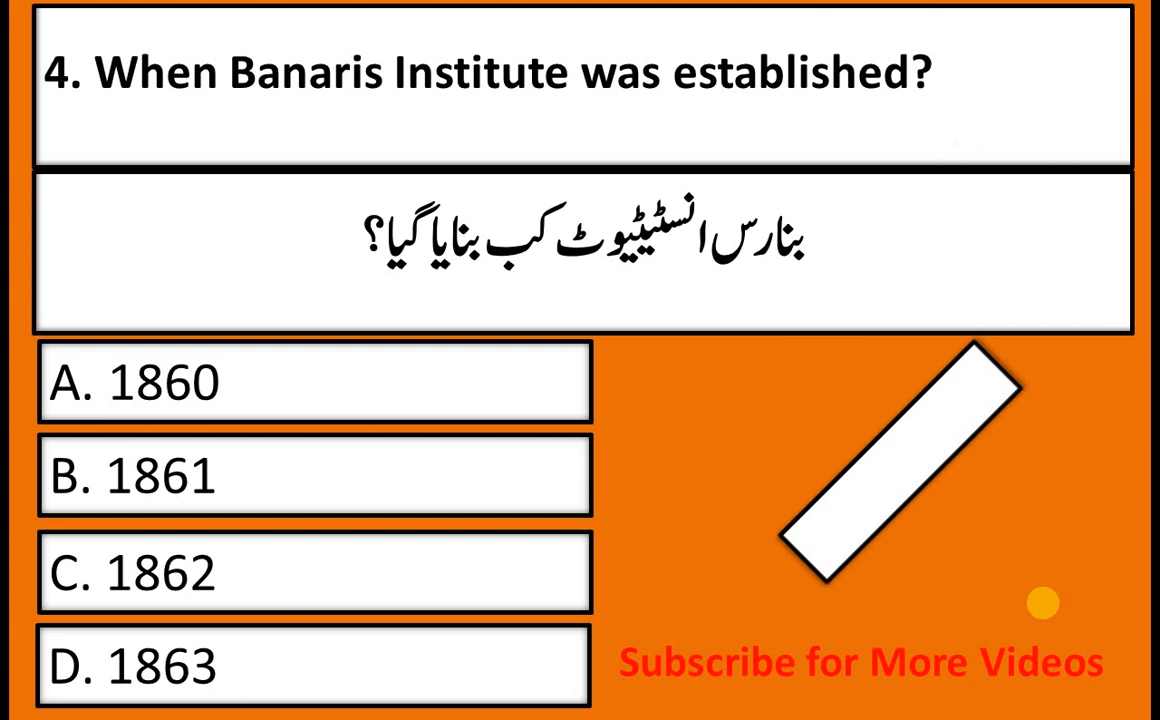 4. When Banaris Institute was established?
بنارس انسٹیٹیوٹ کب بنایا گیا؟
A. 1860
B. 1861
C. 1862
D. 1863
Subscribe for More Videos